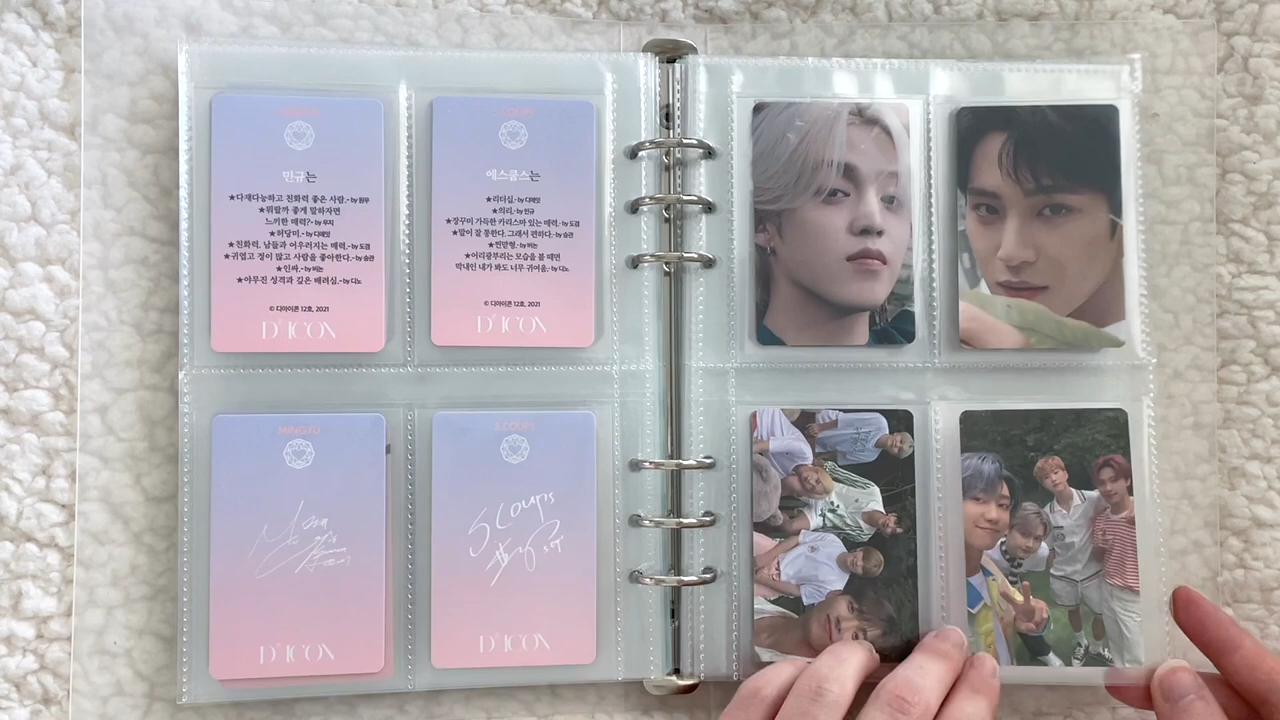 MINGYU
민규는
★다재다능하고 친화력 좋은 사람.- by 원우
★뭐랄까 좋게 말하자면
느끼한 매력?- by 우지
★허당미.- by 디에잇
★친화력. 남들과 어우러지는 매력.- by 도겸
★귀엽고 정이 많고 사람을 좋아한다.- by 승관
★인싸.- by 버논
★야무진 성격과 깊은 배려심.- by 디노
© 디아이콘 12호, 2021
D'ICON
S.COUPS
에스쿱스는
★리더십.- by 디에잇
★의리.- by 민규
★장꾸미 가득한 카리스마 있는 매력.- by 도겸
★말이 잘 통한다. 그래서 편하다.- by 승관
★찐맏형.- by 버논
★어리광부리는 모습을 볼 때면
막내인 내가 봐도 너무 귀여움.- by 디노
© 디아이콘 12호, 2021
D'ICON
MINGYU
D'ICON
S.COUPS
S.COUPS
D'ICON